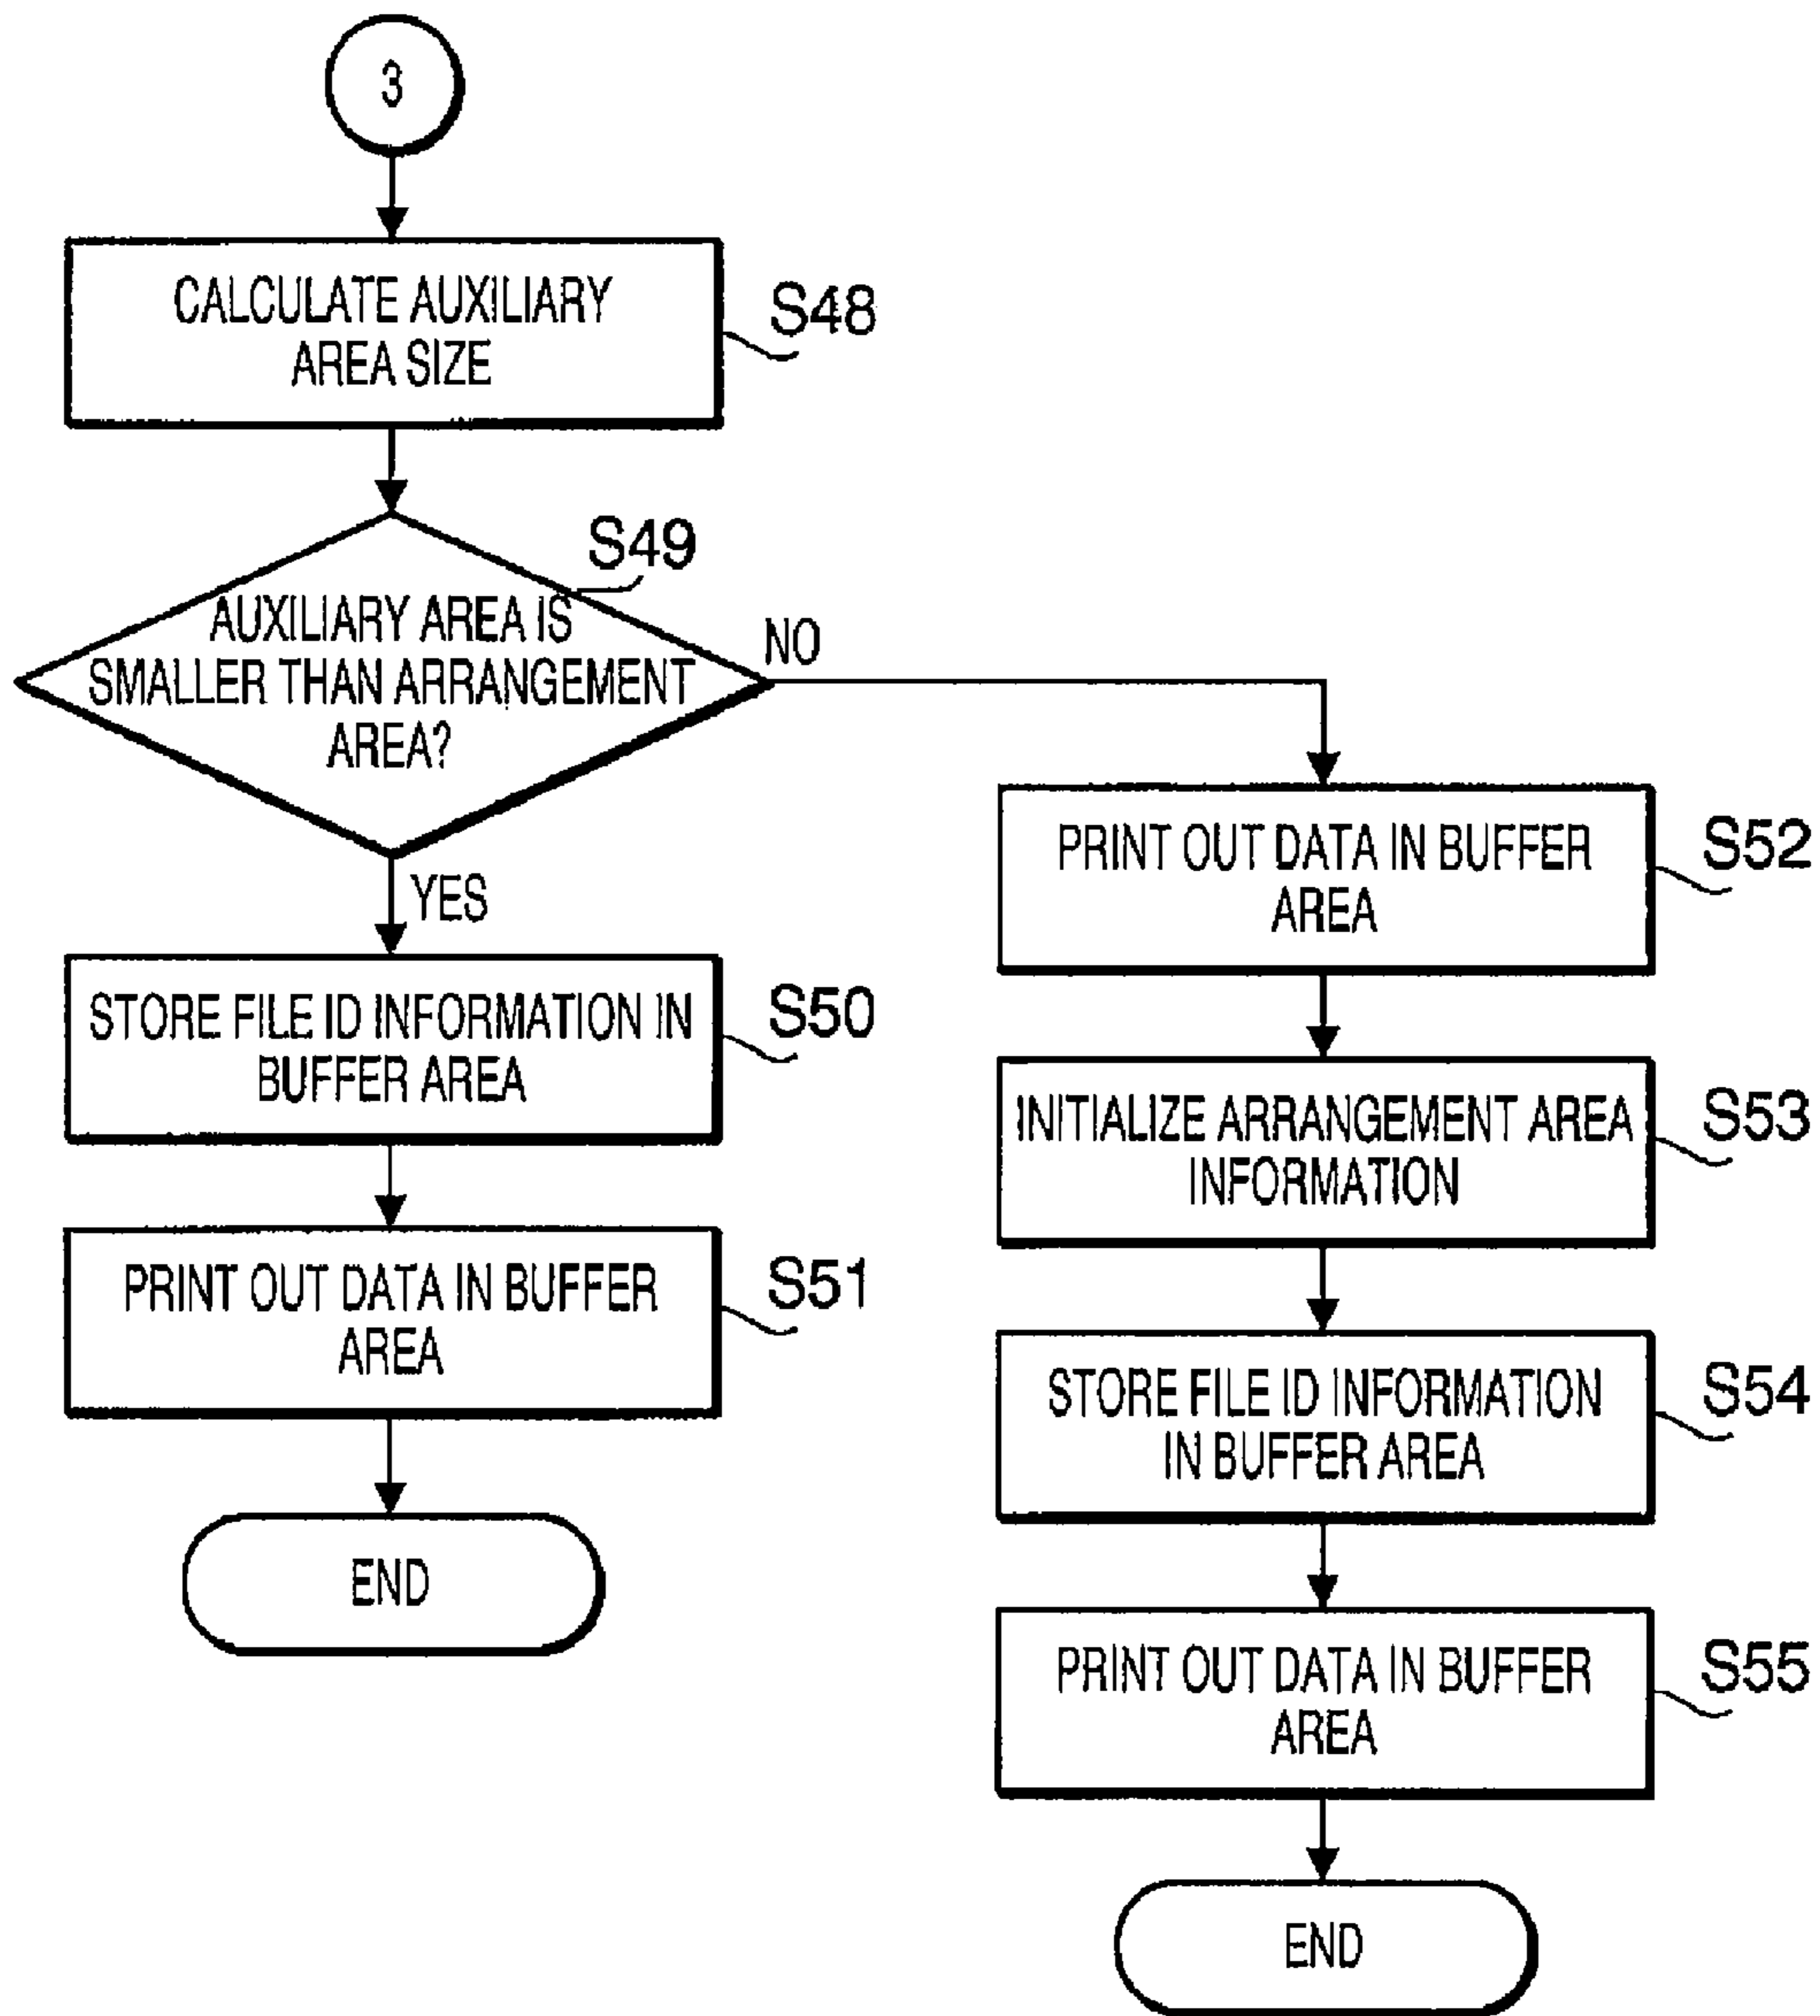 3
CALCULATE AUXILIARY
AREA SIZE
S48
S49
AUXILIARY AREA IS
SMALLER THAN ARRANGEMENT
AREA?
NO
YES
STORE FILE ID INFORMATION IN
BUFFER AREA
S50
PRINT OUT DATA IN BUFFER
AREA
S51
END
PRINT OUT DATA IN BUFFER
AREA
S52
INITIALIZE ARRANGEMENT AREA
INFORMATION
S53
STORE FILE ID INFORMATION
IN BUFFER AREA
S54
PRINT OUT DATA IN BUFFER
AREA
S55
END